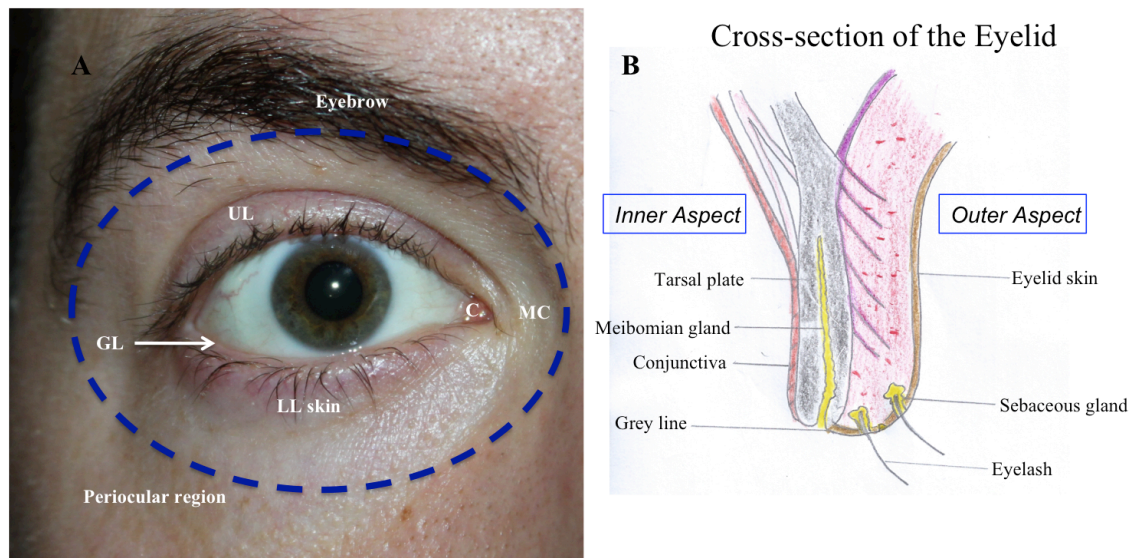 A
Eyebrow
UL
C.
MC
GL
LL skin
Periocular region
Cross-section of the Eyelid
B
Inner Aspect
Outer Aspect
Tarsal plate
Eyelid skin
Meibomian gland
Conjunctiva
Sebaceous gland
Grey line
Eyelash